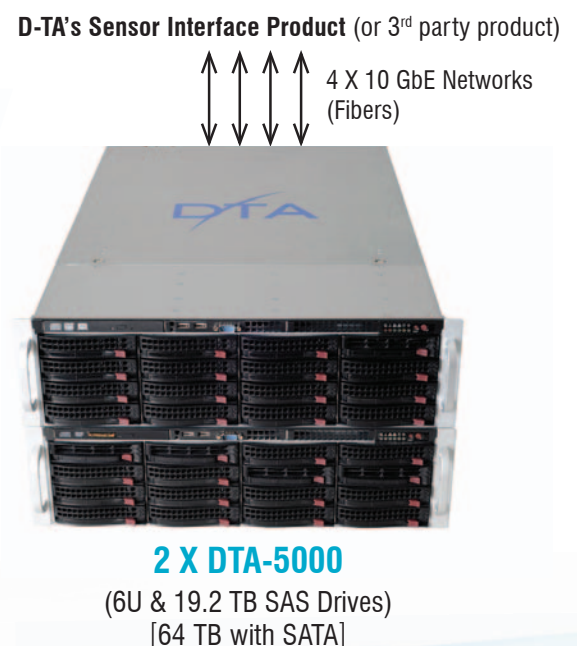 D-TA's Sensor Interface Product (or 3rd party product)
4 X 10 GbE Networks
(Fibers)
DTA
2 X DTA-5000
(6U & 19.2 TB SAS Drives)
[64 TB with SATA]